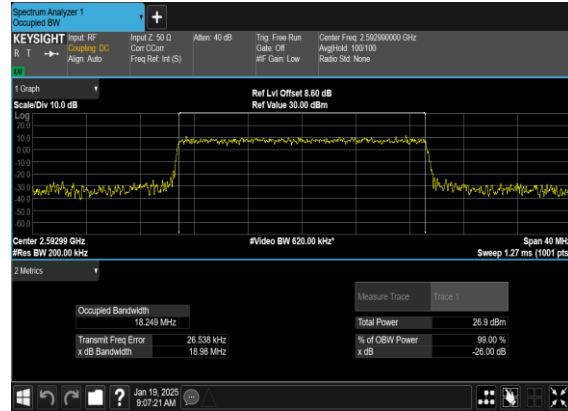 Spectrum Analyzer 1
Occupied BW
KEYSIGHT Input: RF Input Z: 50 Ω Atten: 40 dB Trig: Free Run Center Freq: 2.592990000 GHz
R T Coupling: DC Corr CCorr Gate: Off Avg|Hold: 100/100
Align: Auto Freq Ref: Int (S) #IF Gain: Low Radio Std: None
LM
1 Graph
Ref Lvl Offset 8.60 dB
Scale/Div 10.0 dB Ref Value 30.00 dBm
Log
20.0
10.0
0.00
-10.0
-20.0
-30.0
-40.0
-50.0
-60.0
Center 2.59299 GHz #Video BW 620.00 kHz* Span 40 MHz
#Res BW 200.00 kHz Sweep 1.27 ms (1001 pts
2 Metrics
Measure Trace Trace 1
Occupied Bandwidth
18.249 MHz Total Power 26.9 dBm
Transmit Freq Error 26.538 kHz % of OBW Power 99.00 %
x dB Bandwidth 18.98 MHz x dB -26.00 dB
Jan 19, 2025
9:07:21 AM